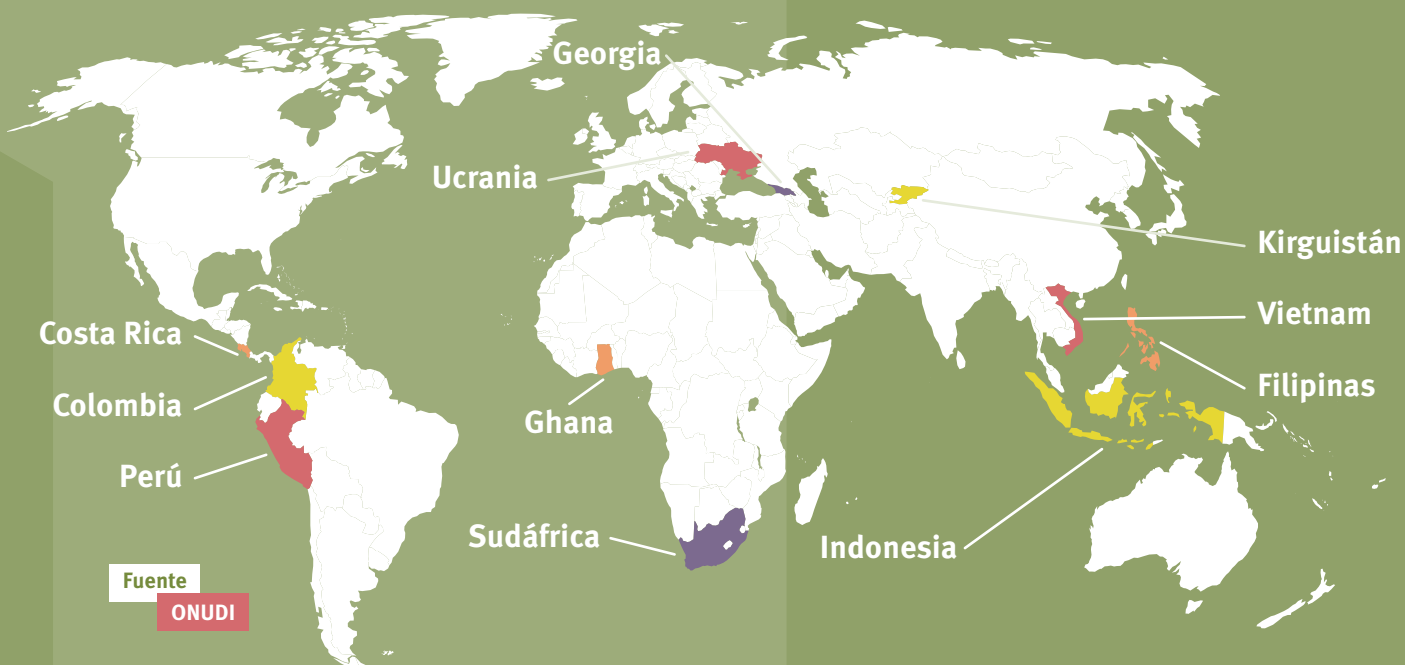 Georgia
Ucrania
Kirguistán
Vietnam
Costa Rica
Filipinas
Colombia
Ghana
Perú
Sudáfrica
Indonesia
Fuente
ONUDI